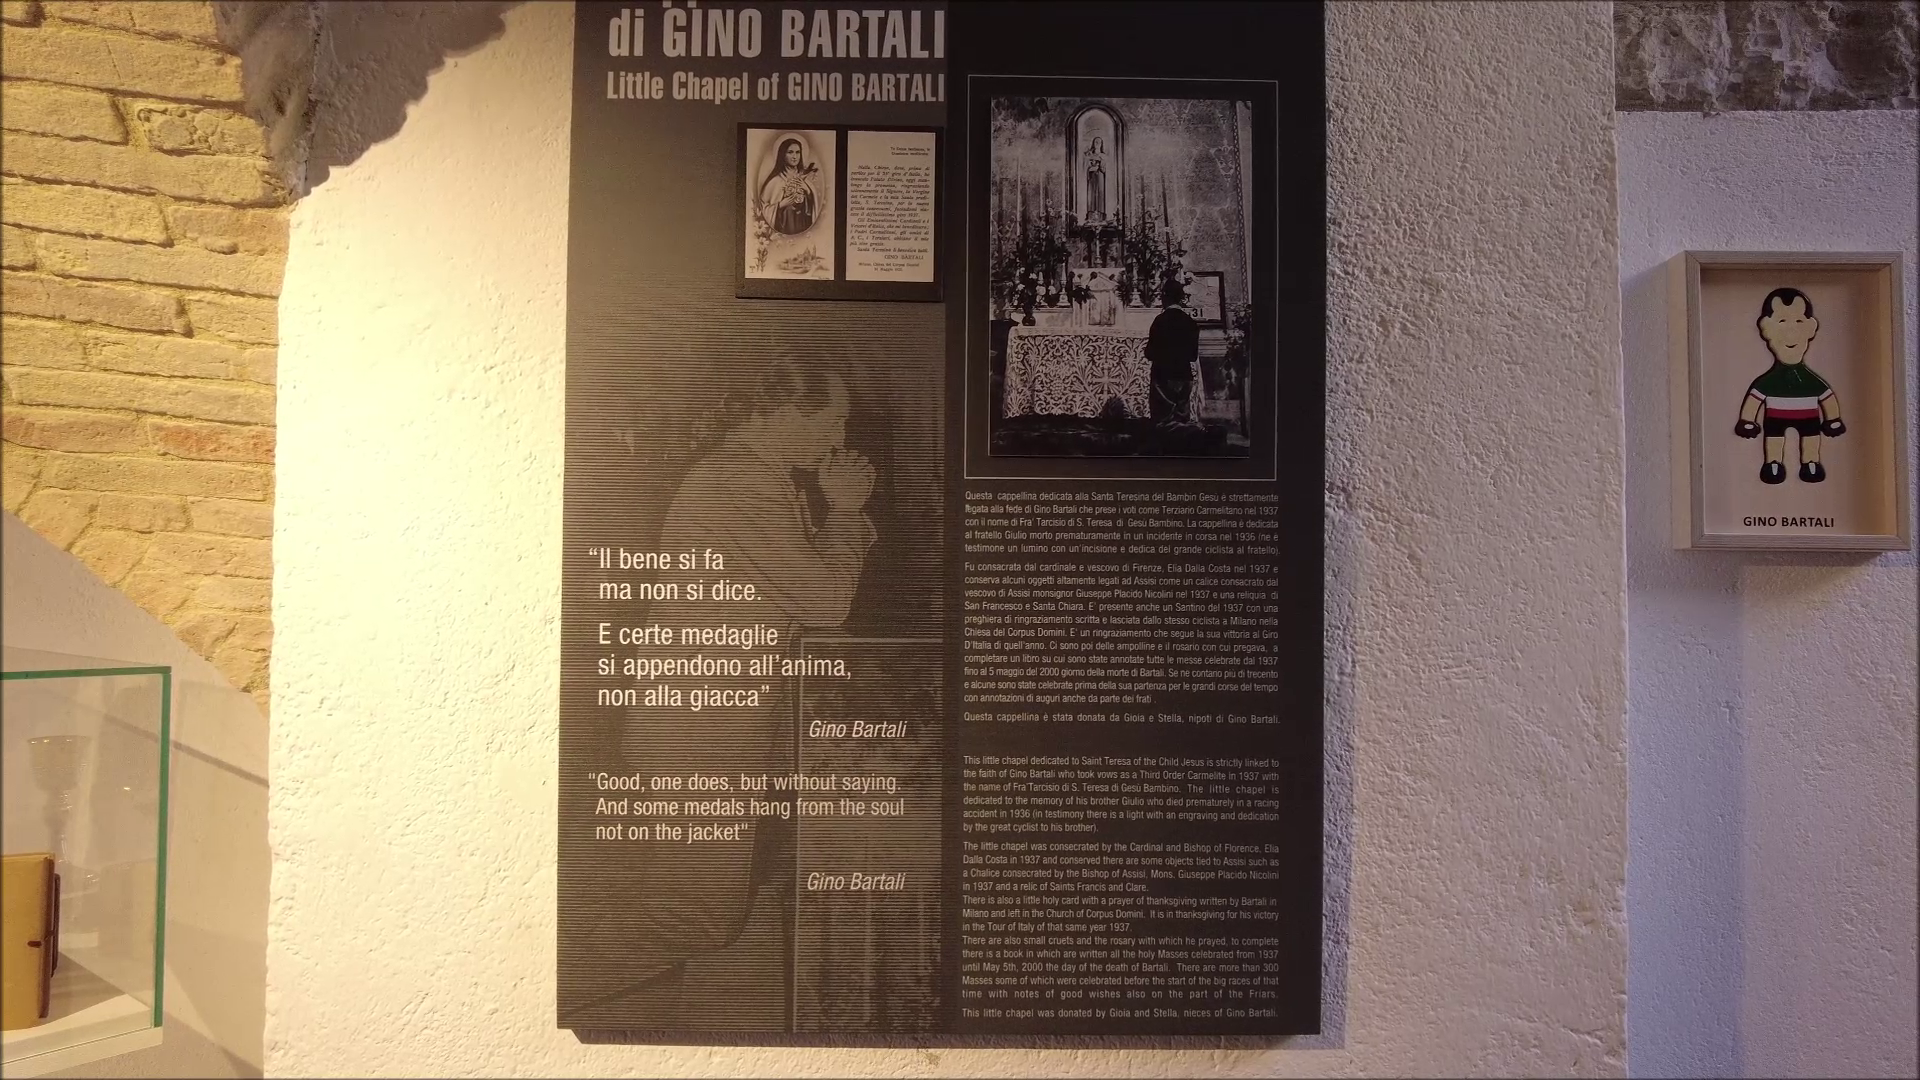 di GINO BARTALI
Little Chapel of GINO BARTALI
GINO BARTALI
"Il bene si fa
ma non si dice.
E certe medaglie
si appendono all'anima,
non alla giacca"
Gino Bartali
"Good, one does, but without saying.
And some medals hang from the soul
not on the jacket"
Gino Bartali
31
Questa cappellina dedicata alla Santa Teresina del Bambin Gesù è strettamente
legata alla fede di Gino Bartali che prese i voti come Terziario Carmelitano nel 1937
con il nome di Fra' Tarcisio di S. Teresa di Gesù Bambino. La cappellina è dedicata
al fratello Giulio morto prematuramente in un incidente in corsa nel 1936 (ne è
testimone un lumino con un'incisione e dedica del grande ciclista al fratello).
Fu consacrata dal cardinale e vescovo di Firenze, Elia Dalla Costa nel 1937 e
conserva alcuni oggetti altamente legati ad Assisi come un calice consacrato dal
vescovo di Assisi monsignor Giuseppe Placido Nicolini nel 1937 e una reliquia di
San Francesco e Santa Chiara. E' presente anche un Santino del 1937 con una
preghiera di ringraziamento scritta e lasciata dallo stesso ciclista a Milano nella
Chiesa del Corpus Domini. E' un ringraziamento che segue la sua vittoria al Giro
D'Italia di quell'anno. Ci sono poi delle ampolline e il rosario con cui pregava, a
completare un libro su cui sono state annotate tutte le messe celebrate dal 1937
fino al 5 maggio del 2000 giorno della morte di Bartali. Se ne contano più di trecento
e alcune sono state celebrate prima della sua partenza per le grandi corse del tempo
con annotazioni di auguri anche da parte dei frati .
Questa cappellina è stata donata da Gioia e Stella, nipoti di Gino Bartali.
This little chapel dedicated to Saint Teresa of the Child Jesus is strictly linked to
the faith of Gino Bartali who took vows as a Third Order Carmelite in 1937 with
the name of Fra'Tarcisio di S. Teresa di Gesù Bambino. The little chapel is
dedicated to the memory of his brother Giulio who died prematurely in a racing
accident in 1936 (in testimony there is a light with an engraving and dedication
by the great cyclist to his brother).
The little chapel was consecrated by the Cardinal and Bishop of Florence, Elia
Dalla Costa in 1937 and conserved there are some objects tied to Assisi such as
a Chalice consecrated by the Bishop of Assisi, Mons. Giuseppe Placido Nicolini
in 1937 and a relic of Saints Francis and Clare.
There is also a little holy card with a prayer of thanksgiving written by Bartali in
Milano and left in the Church of Corpus Domini. It is in thanksgiving for his victory
in the Tour of Italy of that same year 1937.
There are also small cruets and the rosary with which he prayed, to complete
there is a book in which are written all the holy Masses celebrated from 1937
until May 5th, 2000 the day of the death of Bartali. There are more than 300
Masses some of which were celebrated before the start of the big races of that
time with notes of good wishes also on the part of the Friars.
This little chapel was donated by Gioia and Stella, nieces of Gino Bartali.
GINO BARTALI